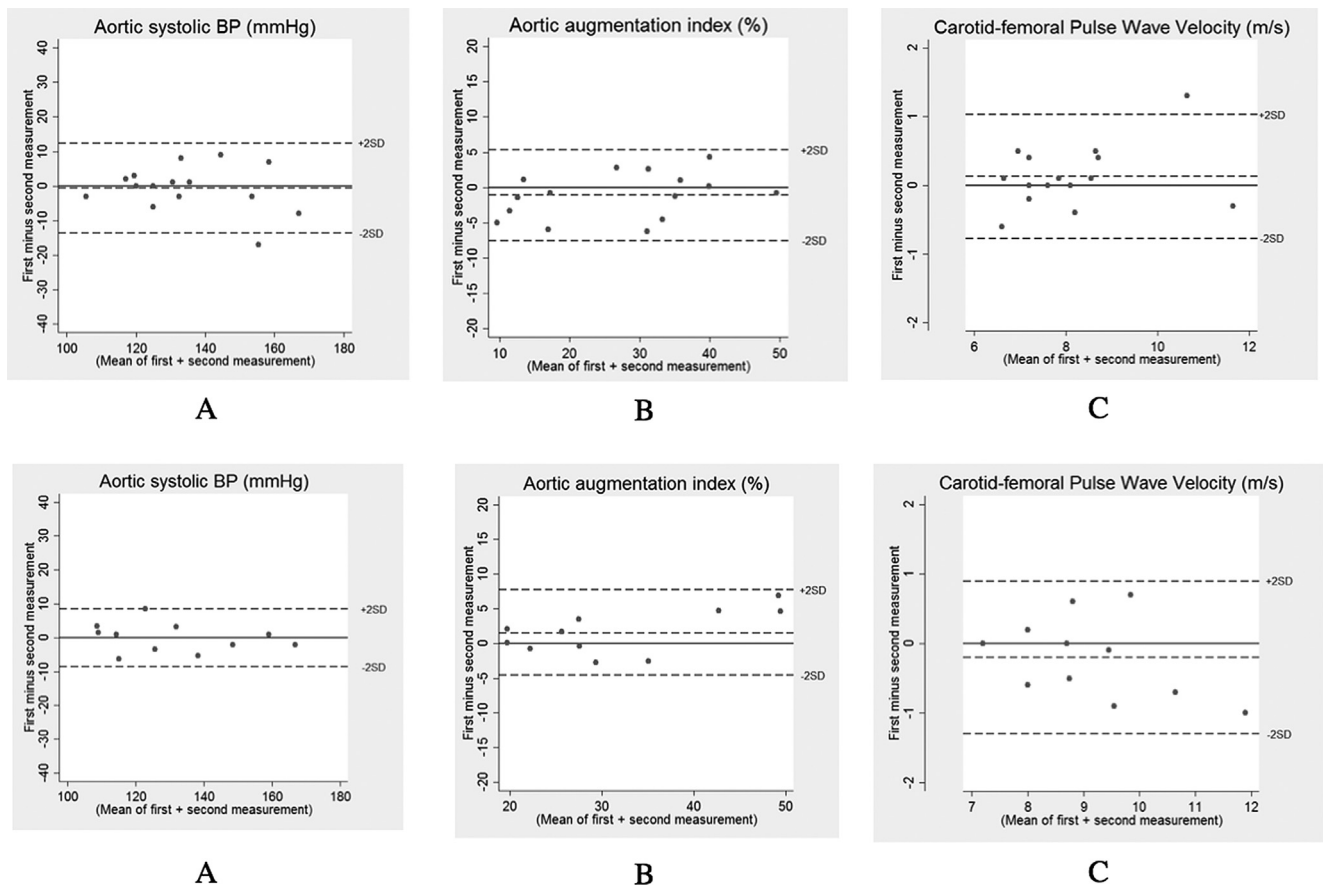 Aortic systolic BP (mmHg)
First minus second measurement
40
30
20
10
0
-10
-20
-30
-40
+2SD
-2SD
100 120 140 160 180
(Mean of first + second measurement)
A
Aortic augmentation index (%)
First minus second measurement
20
15
10
5
0
-5
-10
-15
-20
+2SD
-2SD
10 20 30 40 50
(Mean of first + second measurement)
B
Carotid-femoral Pulse Wave Velocity (m/s)
First minus second measurement
2
1
0
-1
-2
+2SD
-2SD
6 8 10 12
(Mean of first + second measurement)
C
Aortic systolic BP (mmHg)
First minus second measurement
40
30
20
10
0
-10
-20
-30
-40
+2SD
-2SD
100 120 140 160 180
(Mean of first + second measurement)
A
Aortic augmentation index (%)
First minus second measurement
20
15
10
5
0
-5
-10
-15
-20
+2SD
-2SD
20 30 40 50
(Mean of first + second measurement)
B
Carotid-femoral Pulse Wave Velocity (m/s)
First minus second measurement
2
1
0
-1
-2
+2SD
-2SD
7 8 9 10 11 12
(Mean of first + second measurement)
C